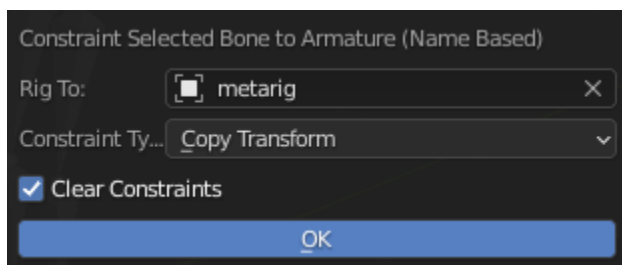 Constraint Selected Bone to Armature (Name Based)
Rig To: metarig
Constraint Ty... Copy Transform
Clear Constraints
OK